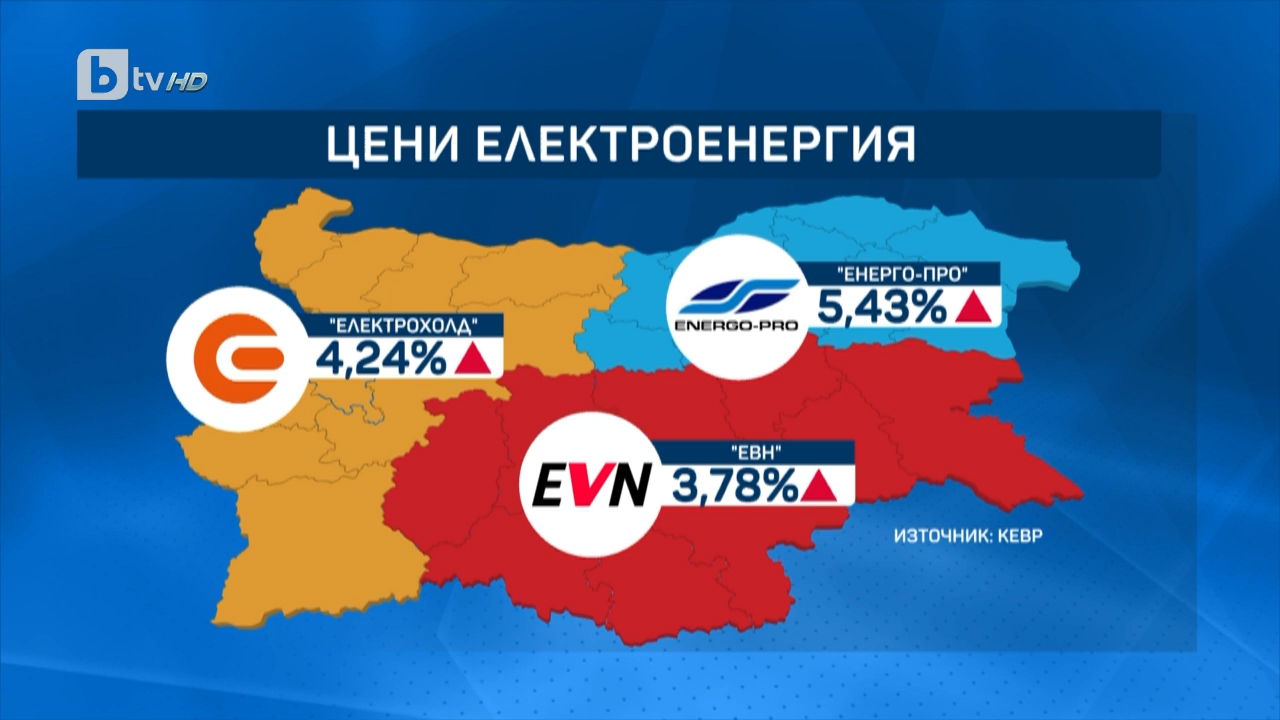 btv HD
ЦЕНИ ЕЛЕКТРОЕНЕРГИЯ
"ЕНЕРГО-ПРО"
5,43%
ENERGO-PRO
"ЕЛЕКТРОХОЛД"
4,24%
"ЕВН"
3,78%
EVN
ИЗТОЧНИК: КЕВР